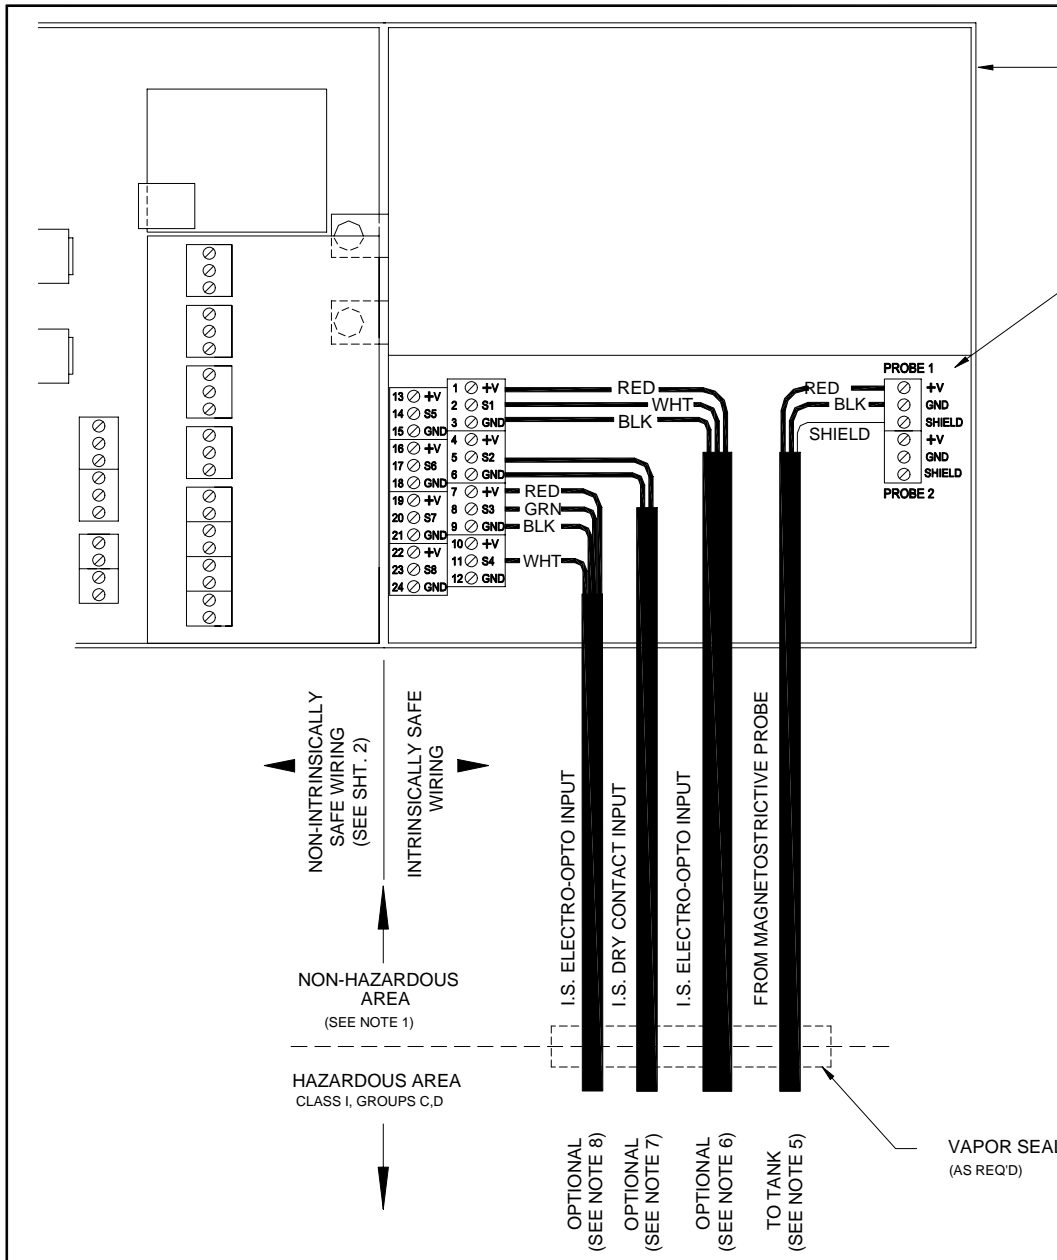 PROBE 1
RED
+V
BLK
GND
SHIELD
SHIELD
+V
GND
SHIELD
PROBE 2
13 +V
14 S5
15 GND
16 +V
17 S6
18 GND
19 +V
20 S7
21 GND
22 +V
23 S8
24 GND
1 +V
2 S1
3 GND
4 +V
5 S2
6 GND
7 +V
8 S3
9 GND
10 +V
11 S4
12 GND
RED
WHT
BLK
RED
GRN
BLK
WHT
NON-INTRINSICALLY
SAFE WIRING
(SEE SHT. 2)
INTRINSICALLY SAFE
WIRING
I.S. ELECTRO-OPTO INPUT
I.S. DRY CONTACT INPUT
I.S. ELECTRO-OPTO INPUT
FROM MAGNETOSTRICTIVE PROBE
NON-HAZARDOUS
AREA
(SEE NOTE 1)
HAZARDOUS AREA
CLASS I, GROUPS C,D
OPTIONAL
(SEE NOTE 8)
OPTIONAL
(SEE NOTE 7)
OPTIONAL
(SEE NOTE 6)
TO TANK
(SEE NOTE 5)
VAPOR SEAL
(AS REQ'D)